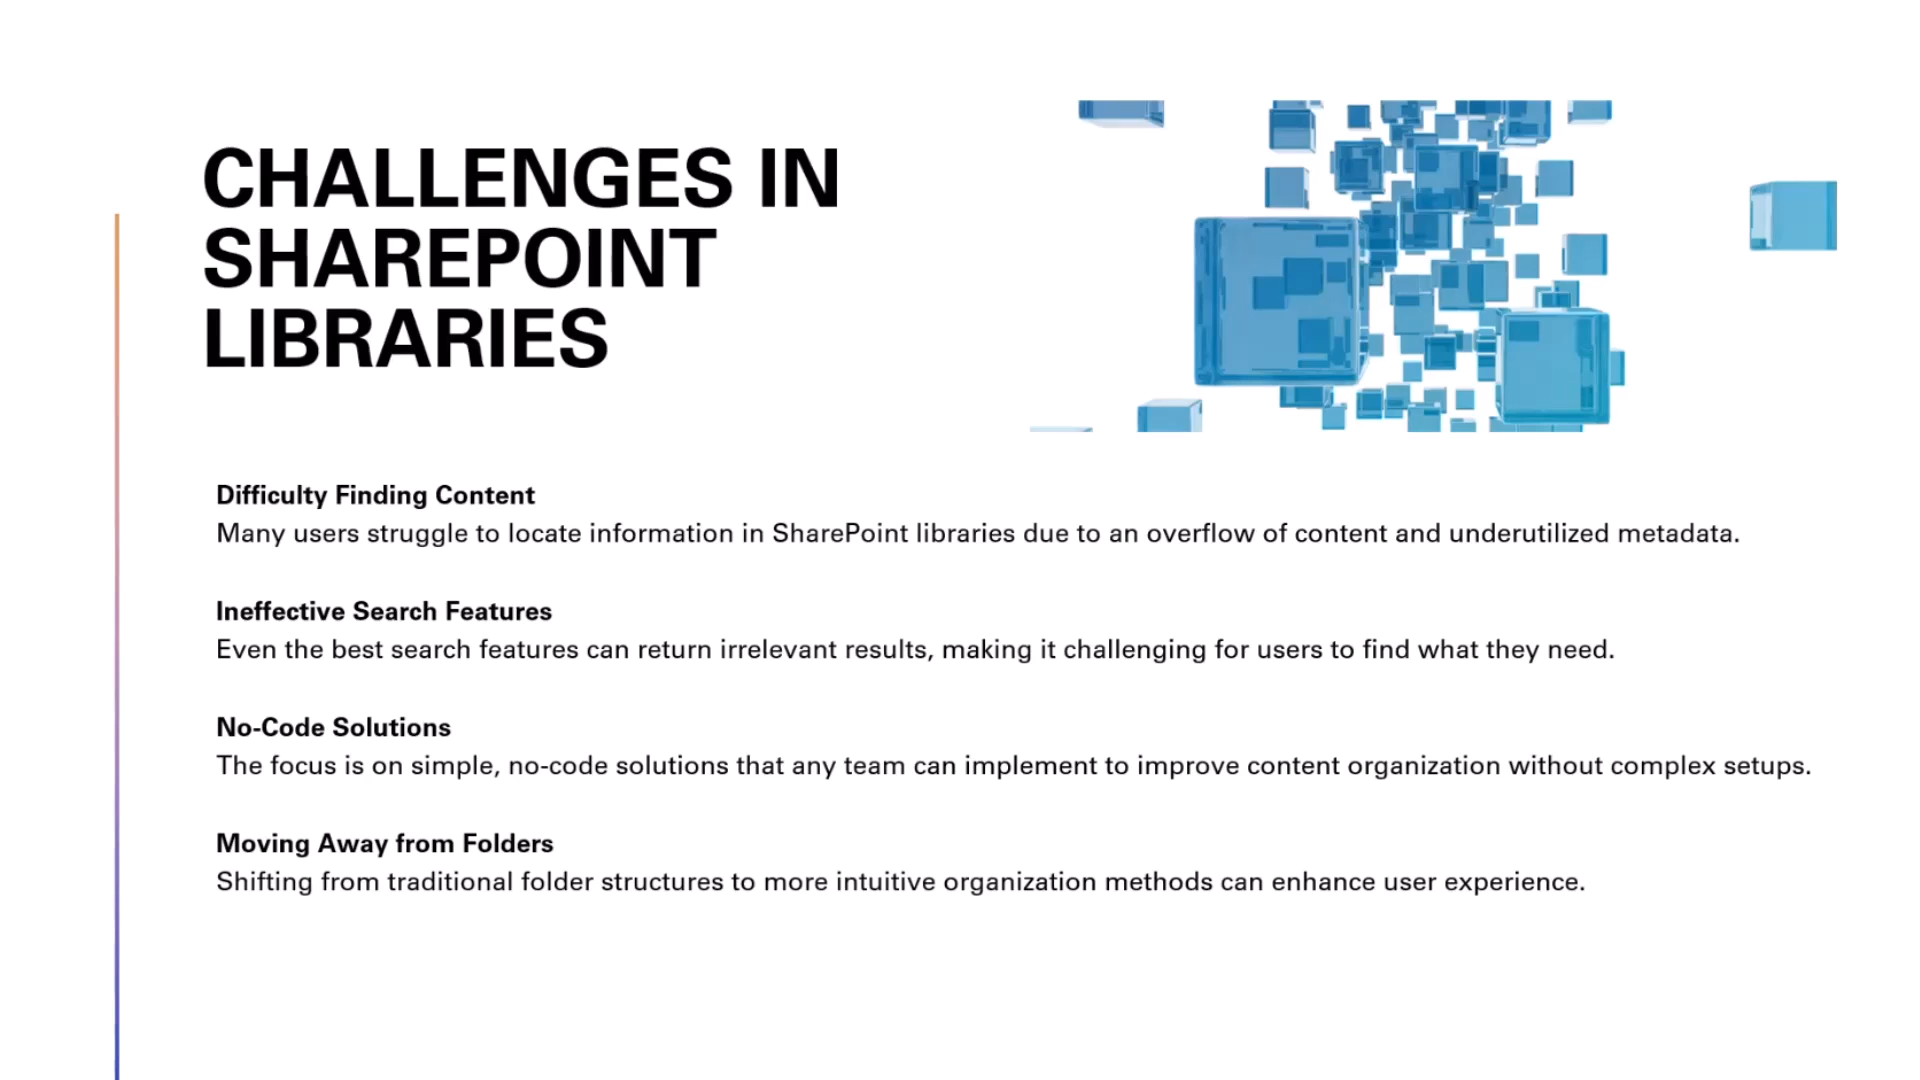 CHALLENGES IN
SHAREPOINT
LIBRARIES
Difficulty Finding Content
Many users struggle to locate information in SharePoint libraries due to an overflow of content and underutilized metadata.
Ineffective Search Features
Even the best search features can return irrelevant results, making it challenging for users to find what they need.
No-Code Solutions
The focus is on simple, no-code solutions that any team can implement to improve content organization without complex setups.
Moving Away from Folders
Shifting from traditional folder structures to more intuitive organization methods can enhance user experience.